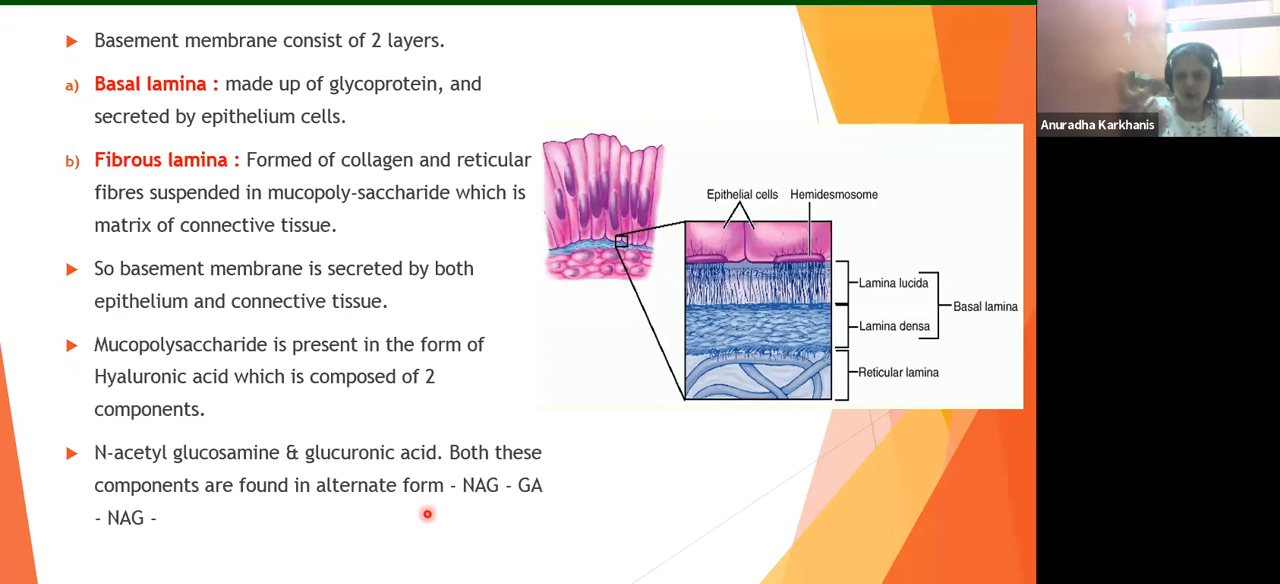 Basement membrane consist of 2 layers.
a) Basal lamina : made up of glycoprotein, and
secreted by epithelium cells.
b) Fibrous lamina : Formed of collagen and reticular
fibres suspended in mucopoly-saccharide which is
matrix of connective tissue.
So basement membrane is secreted by both
epithelium and connective tissue.
Mucopolysaccharide is present in the form of
Hyaluronic acid which is composed of 2
components.
N-acetyl glucosamine & glucuronic acid. Both these
components are found in alternate form - NAG - GA
- NAG -
Epithelial cells
Hemidesmosome
Lamina lucida
Basal lamina
Lamina densa
Reticular lamina
Anuradha Karkhanis